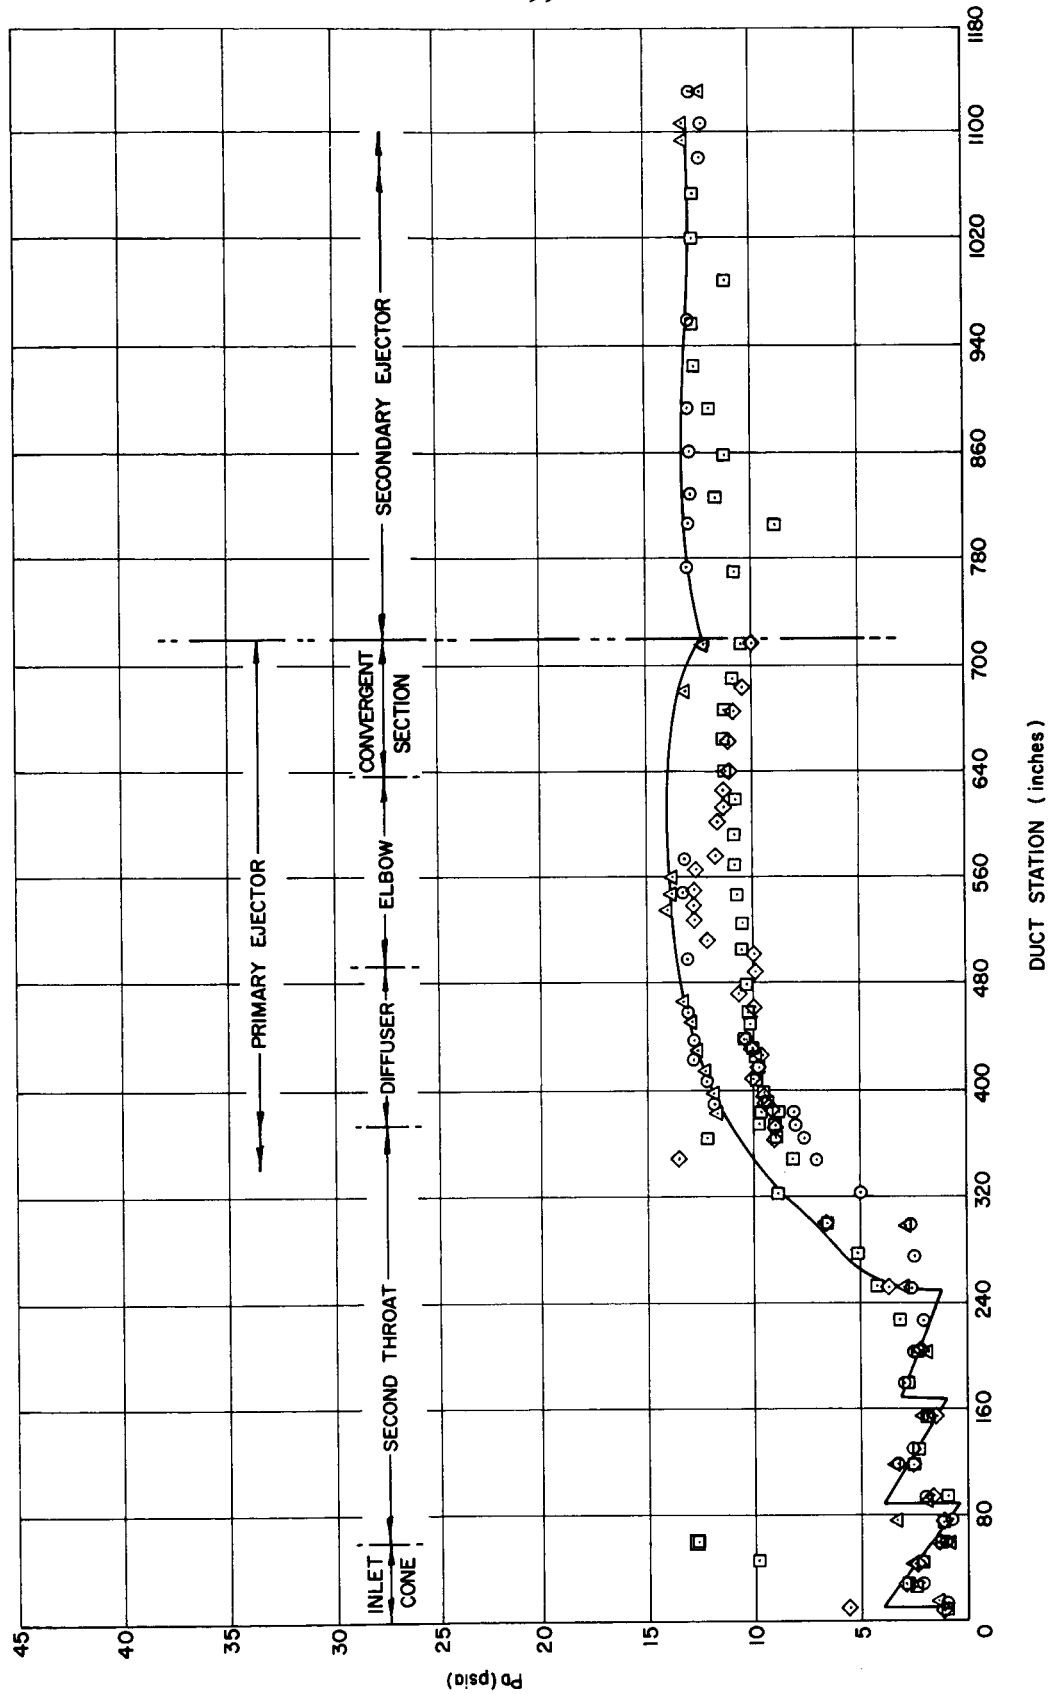 45
40
35
30
25
20
15
10
5
0
PD (psia)
PRIMARY EJECTOR
INLET
CONE
SECOND THROAT
DIFFUSER
ELBOW
CONVERGENT
SECTION
SECONDARY EJECTOR
80
160
240
320
400
480
560
640
700
780
860
940
1020
1100
1180
DUCT STATION (inches)